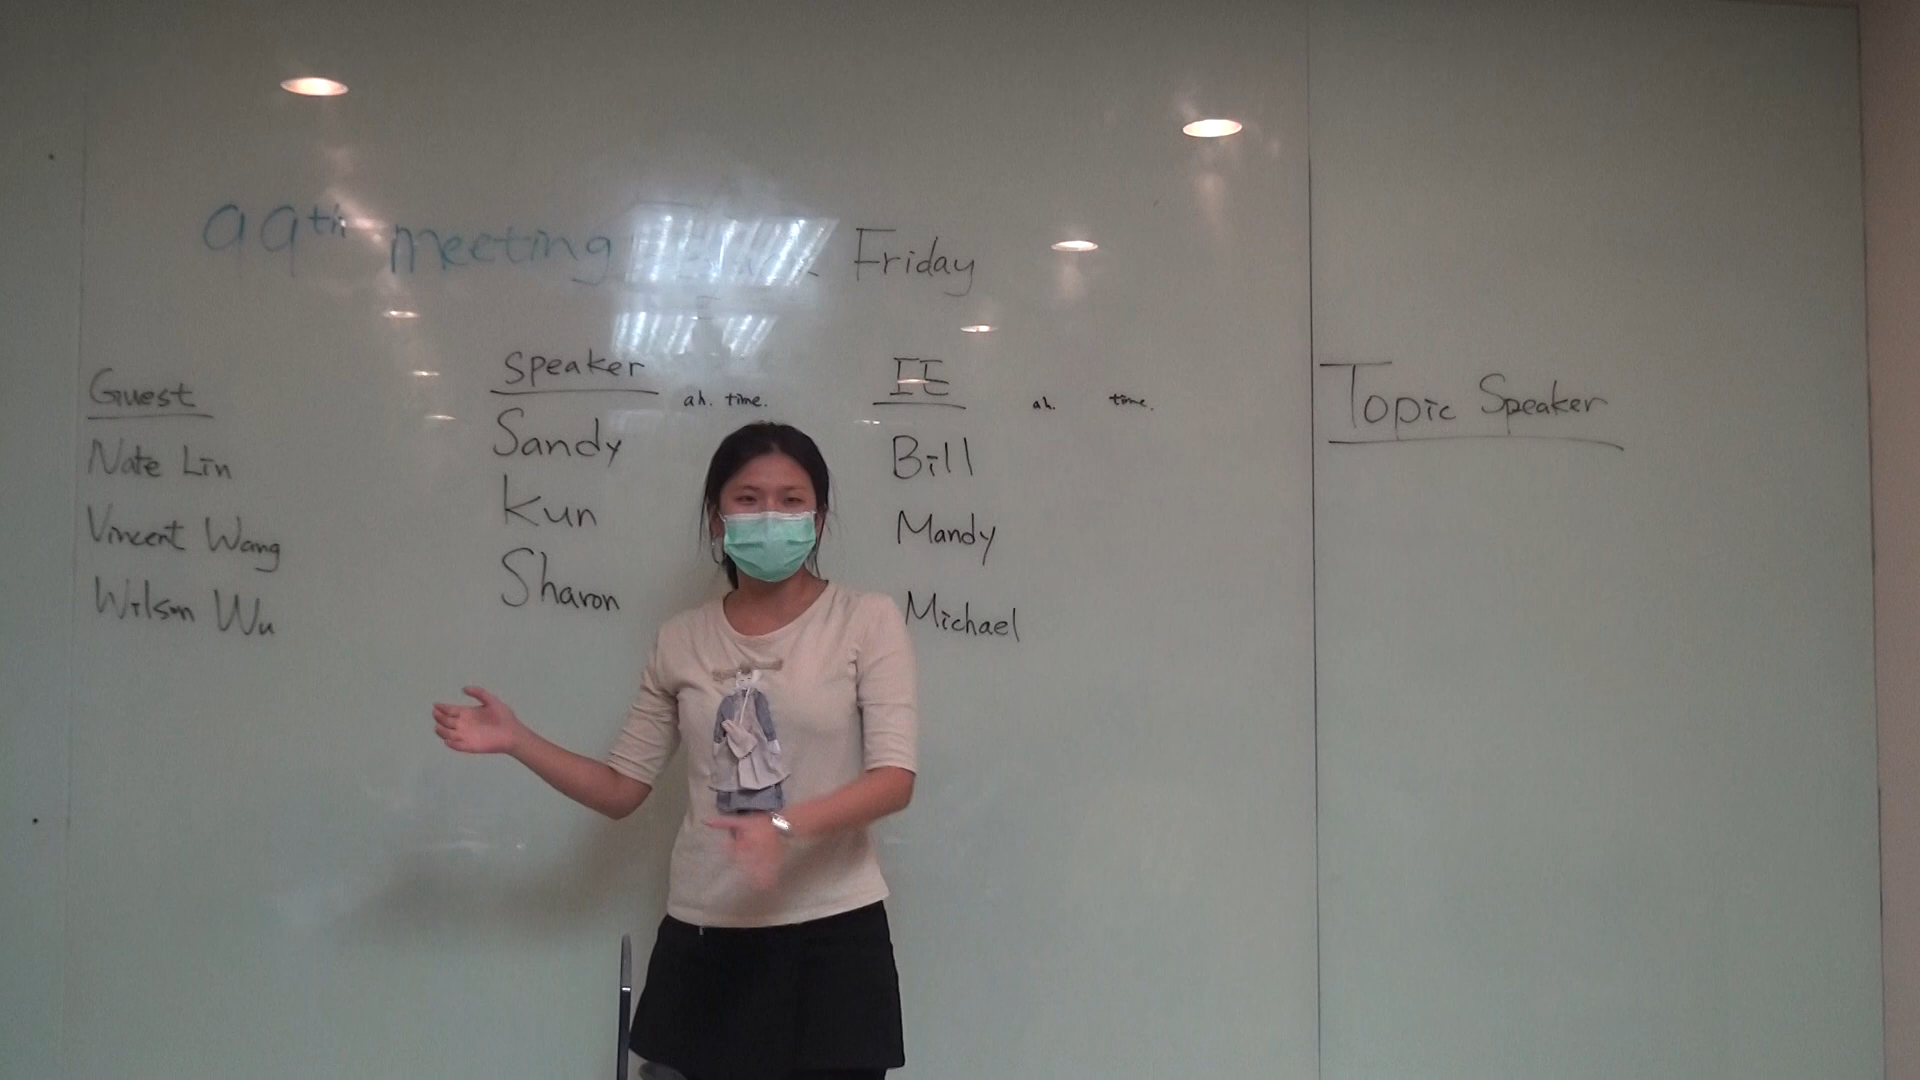 99th meeting
Friday
Guest
Nate Lin
Vincent Wang
Wilson Wu
Speaker ah. time.
Sandy
Kun
Sharon
IE ah. time.
Bill
Mandy
Michael
Topic Speaker